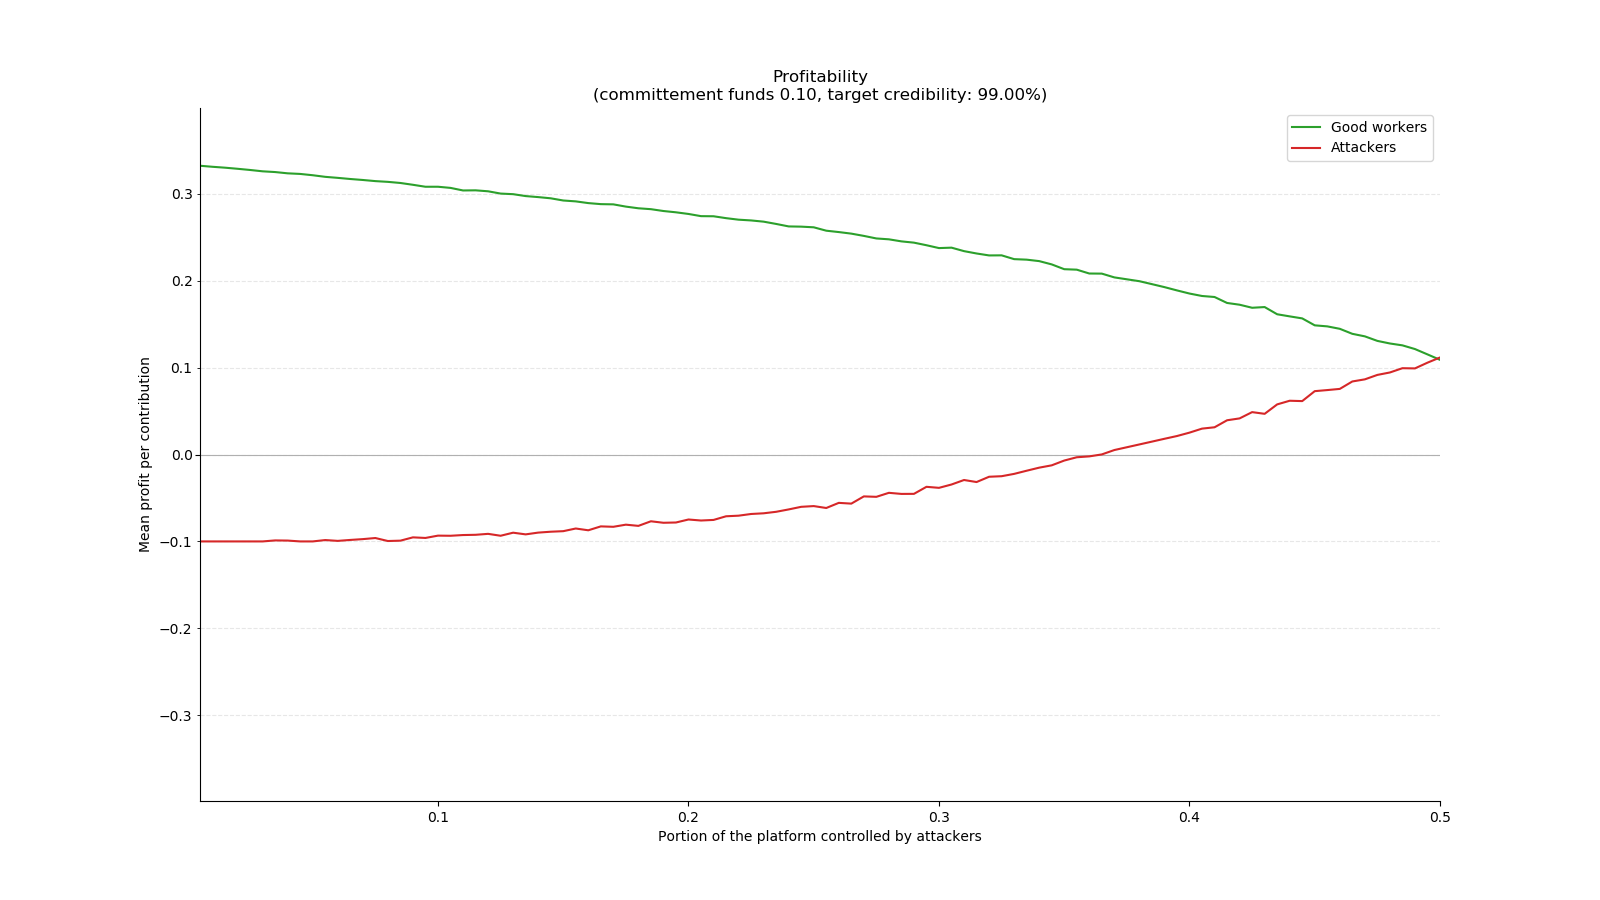 Profitability
(committement funds 0.10, target credibility: 99.00%)
Good workers
Attackers
Mean profit per contribution
0.3
0.2
0.1
0.0
−0.1
−0.2
−0.3
0.1
0.2
0.3
0.4
0.5
Portion of the platform controlled by attackers